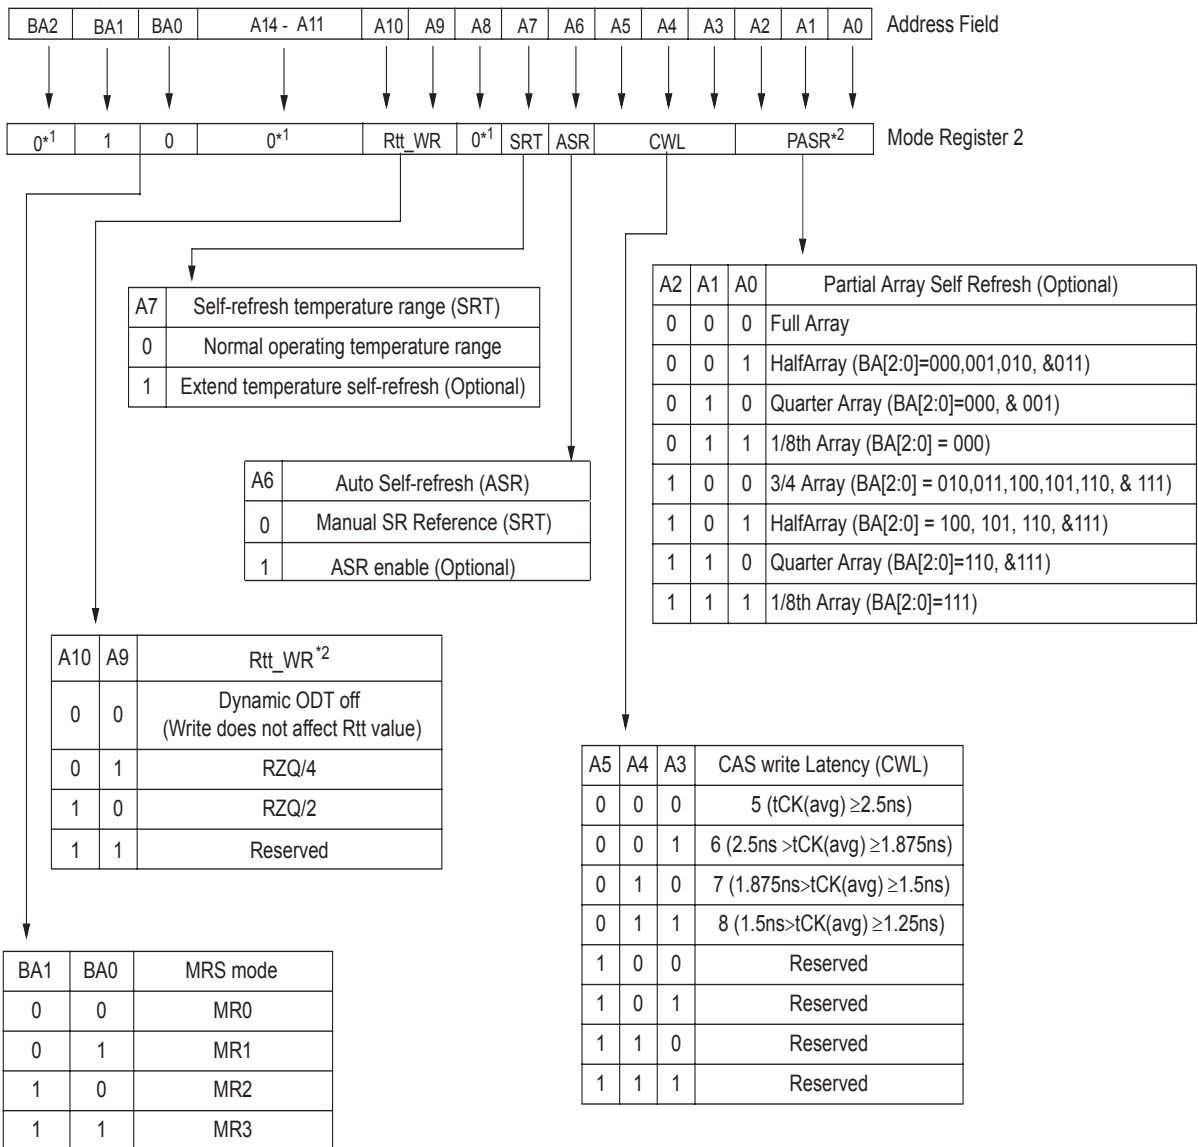 BA2 BA1 BA0 A14 - A11 A10 A9 A8 A7 A6 A5 A4 A3 A2 A1 A0 Address Field
0*1 1 0 0*1 Rtt_WR 0*1 SRT ASR CWL PASR*2 Mode Register 2
A7 Self-refresh temperature range (SRT)
0 Normal operating temperature range
1 Extend temperature self-refresh (Optional)
A2 A1 A0 Partial Array Self Refresh (Optional)
0 0 0 Full Array
0 0 1 HalfArray (BA[2:0]=000,001,010, &011)
0 1 0 Quarter Array (BA[2:0]=000, & 001)
0 1 1 1/8th Array (BA[2:0] = 000)
1 0 0 3/4 Array (BA[2:0] = 010,011,100,101,110, & 111)
1 0 1 HalfArray (BA[2:0] = 100, 101, 110, &111)
1 1 0 Quarter Array (BA[2:0]=110, &111)
1 1 1 1/8th Array (BA[2:0]=111)
A6 Auto Self-refresh (ASR)
0 Manual SR Reference (SRT)
1 ASR enable (Optional)
A10 A9 Rtt_WR*2
0 0 Dynamic ODT off
(Write does not affect Rtt value)
0 1 RZQ/4
1 0 RZQ/2
1 1 Reserved
A5 A4 A3 CAS write Latency (CWL)
0 0 0 5 (tCK(avg) ≥2.5ns)
0 0 1 6 (2.5ns >tCK(avg) ≥1.875ns)
0 1 0 7 (1.875ns>tCK(avg) ≥1.5ns)
0 1 1 8 (1.5ns>tCK(avg) ≥1.25ns)
1 0 0 Reserved
1 0 1 Reserved
1 1 0 Reserved
1 1 1 Reserved
BA1 BA0 MRS mode
0 0 MR0
0 1 MR1
1 0 MR2
1 1 MR3